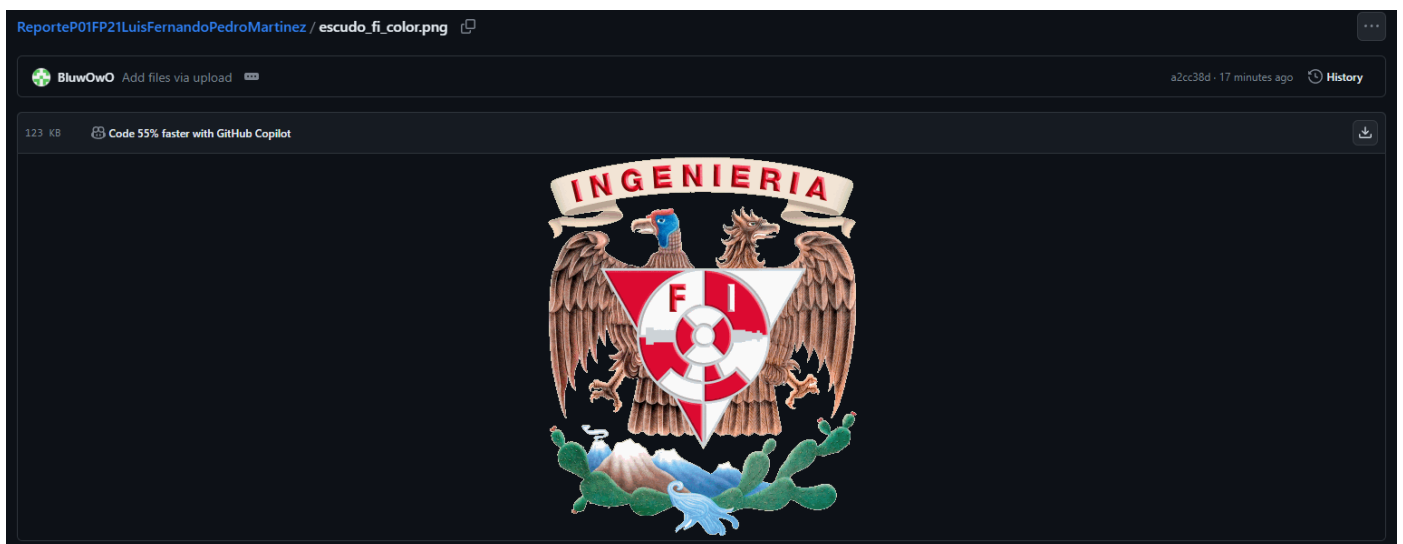 ReporteP01FP21LuisFernandoPedroMartinez / escudo_fi_color.png
BluwOwO Add files via upload
a2cc38d · 17 minutes ago History
123 KB Code 55% faster with GitHub Copilot
INGENIERIA
F I